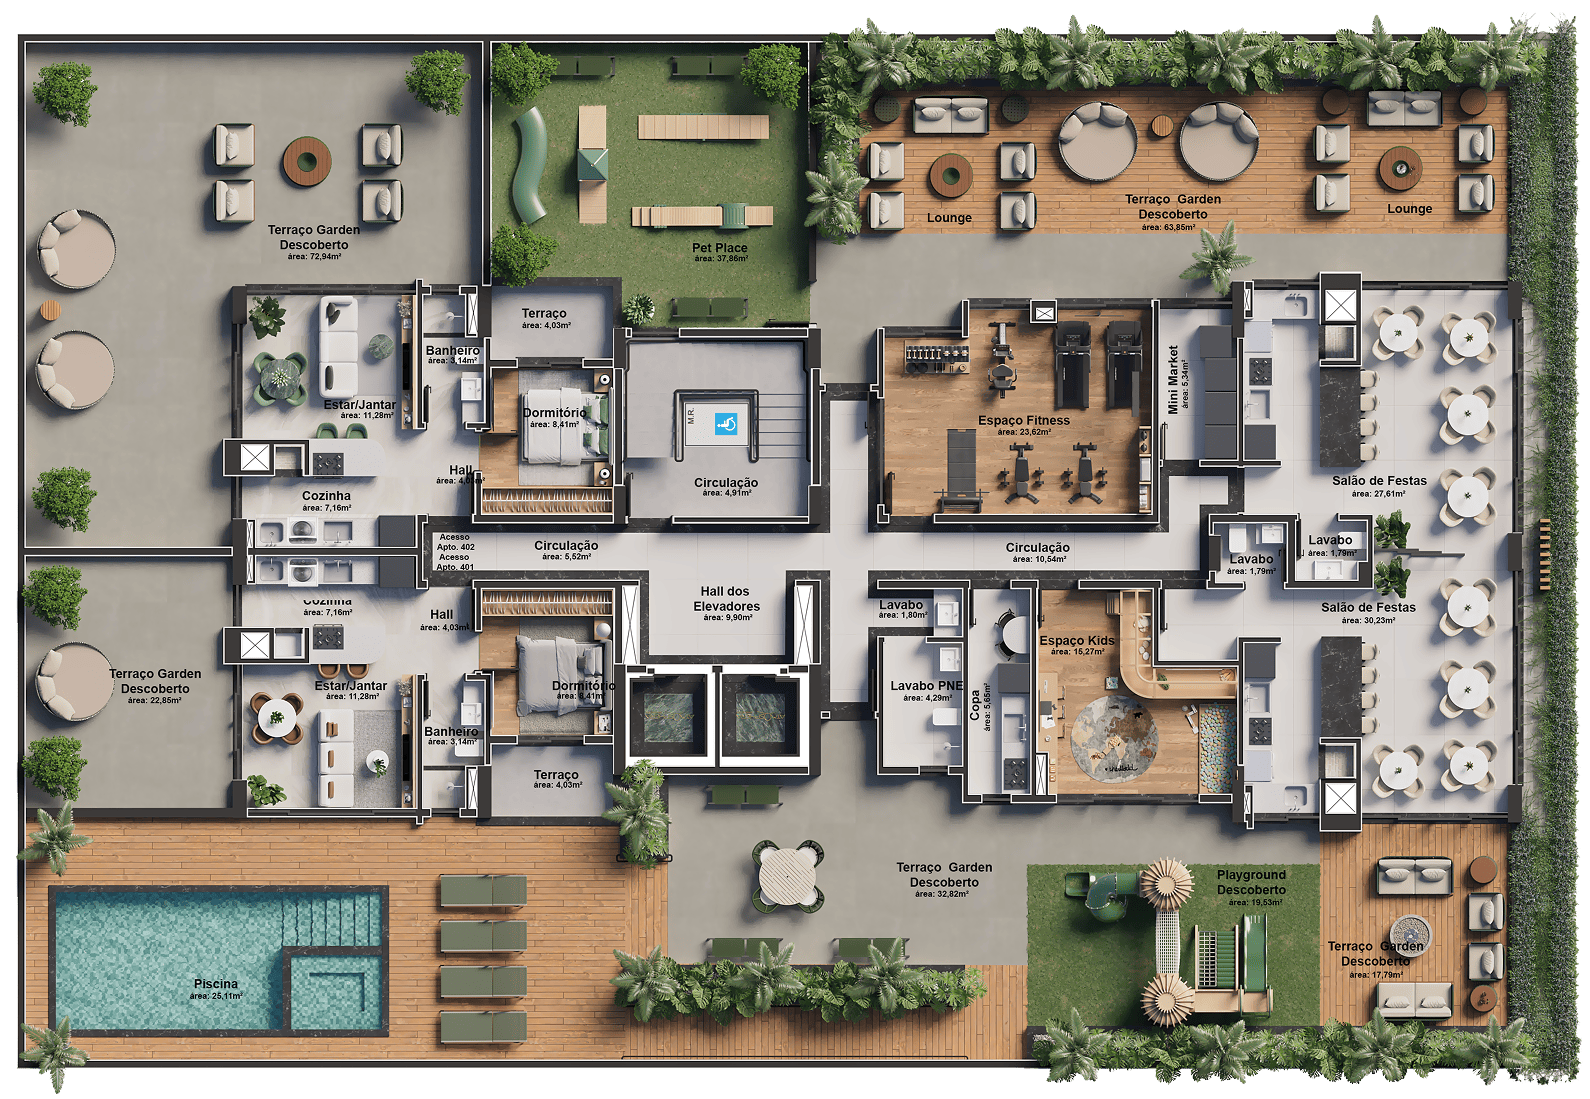 Terraço Garden
Descoberto
área: 72,94m²
Pet Place
área: 37,86m²
Lounge
Terraço Garden
Descoberto
área: 63,85m²
Lounge
Terraço
área: 4,03m²
Banheiro
área: 3,14m²
Estar/Jantar
área: 11,28m²
Dormitório
área: 8,41m²
M.R.
Mini Market
área: 5,34m²
Espaço Fitness
área: 23,62m²
Hall
área: 4,03m²
Circulação
área: 4,91m²
Salão de Festas
área: 27,61m²
Cozinha
área: 7,16m²
Acesso
Apto. 402
Acesso
Apto. 401
Circulação
área: 5,52m²
Circulação
área: 10,54m²
Lavabo
área: 1,79m²
Lavabo
área: 1,79m²
Cozinha
área: 7,16m²
Hall
área: 4,03m²
Hall dos
Elevadores
área: 9,90m²
Lavabo
área: 1,80m²
Salão de Festas
área: 30,23m²
Espaço Kids
área: 15,27m²
Terraço Garden
Descoberto
área: 22,85m²
Estar/Jantar
área: 11,28m²
Dormitório
área: 8,41m²
Lavabo PNE
área: 4,29m²
Copa
área: 5,65m²
Banheiro
área: 3,14m²
Terraço
área: 4,03m²
Terraço Garden
Descoberto
área: 32,82m²
Playground
Descoberto
área: 19,53m²
Terraço Garden
Descoberto
área: 17,79m²
Piscina
área: 25,11m²